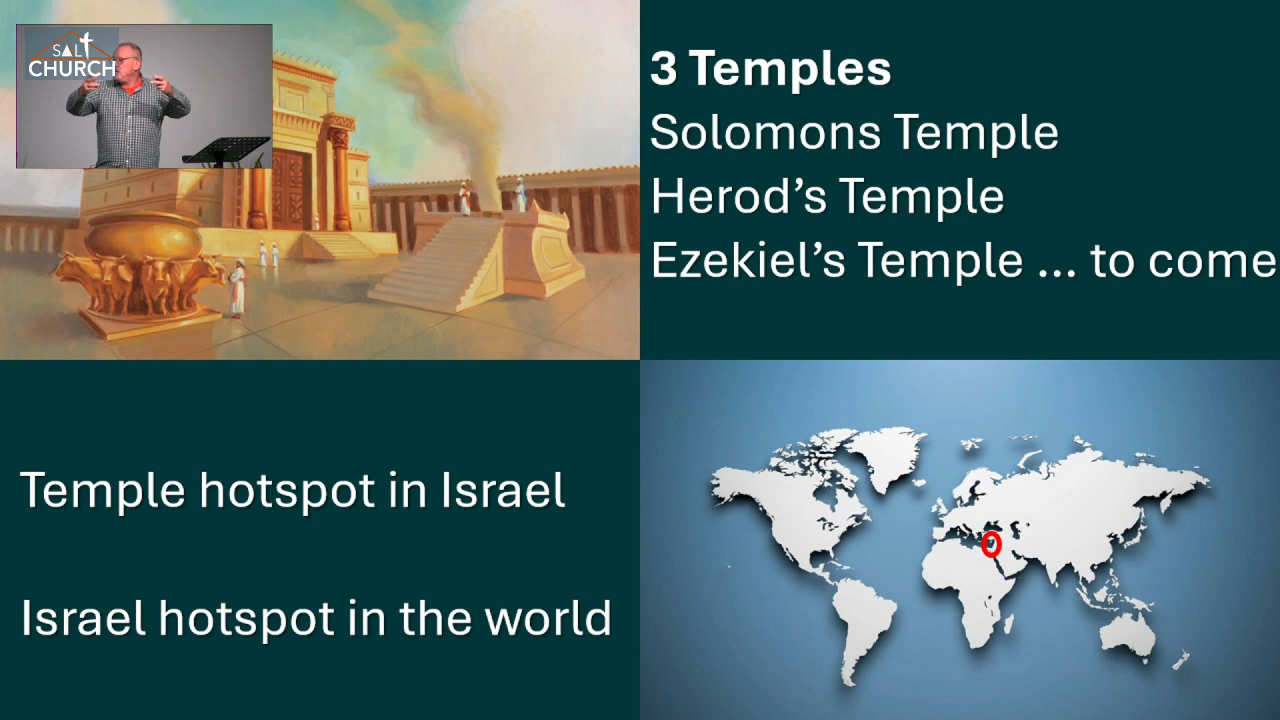 SALT
CHURCH
3 Temples
Solomons Temple
Herod's Temple
Ezekiel's Temple ... to come
Temple hotspot in Israel
Israel hotspot in the world